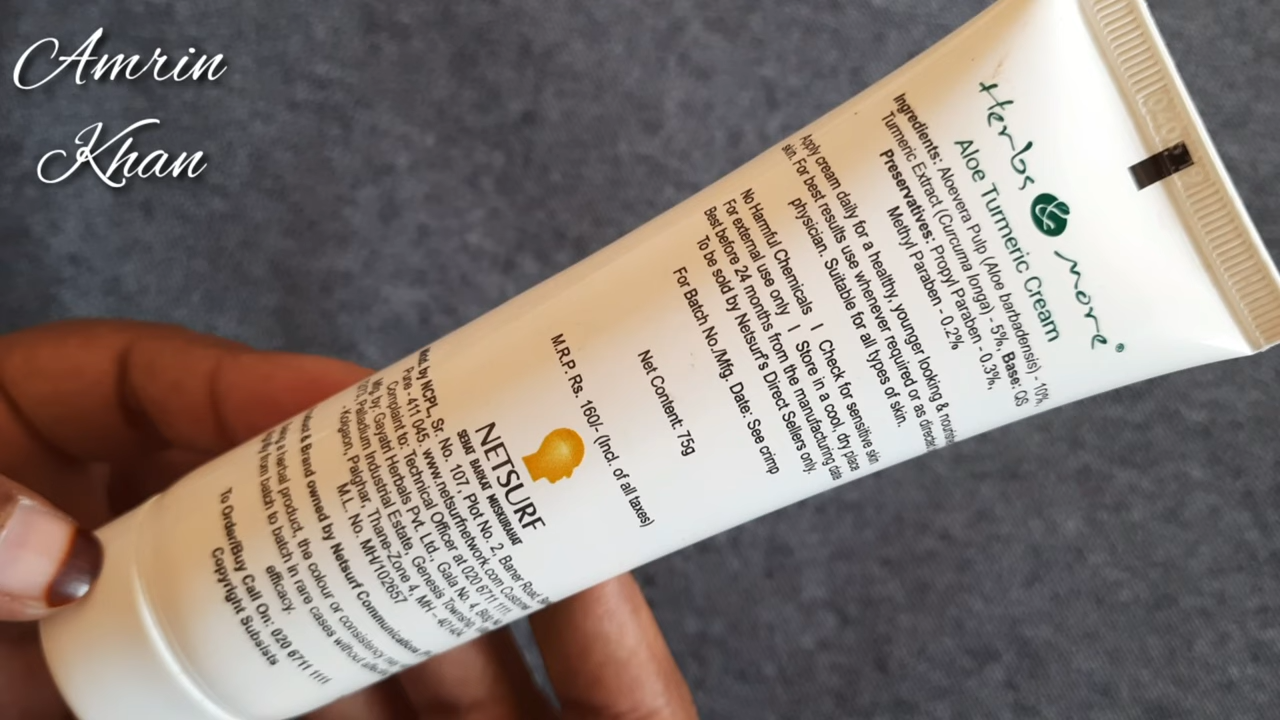 Amrin
Khan
Herbs & more®
Aloe Turmeric Cream
Ingredients: Aloevera Pulp (Aloe barbadensis) - 10%,
Turmeric Extract (Curcuma longa) - 5%, Base: QS
Preservatives: Propyl Paraben - 0.3%,
Methyl Paraben - 0.2%
Apply cream daily for a healthy, younger looking &
skin. For best results use whenever required or as
physician. Suitable for all types of skin.
No Harmful Chemicals | Check for sensitive skin
For external use only | Store in a cool, dry place
Best before 24 months from the manufacturing date
To be sold by Netsurf's Direct Sellers only.
For Batch No./Mfg. Date: See crimp
Net Content: 75g
M.R.P. Rs. 160/- (Incl. of all taxes)
NETSURF
SEHAT BARKAT MUSKURAHAT
by NCPL, Sr. No. 107, Plot No. 2, Baner Road,
Pune - 411 045. www.netsurfnetwork.com
Complaint to: Technical Officer at 020 6711 1111
Mfg. by: Gayatri Herbals Pvt. Ltd., Gala No. 4,
Palladium Industrial Estate, Genesis Township,
Palghar, Thane-Zone 4, MH - 401404
M.L. No. MH/102657
& Brand owned by Netsurf Communications
a herbal product, the colour or consistency
from batch to batch in rare cases without
efficacy.
To Order/Buy Call On: 020 6711 1111
Copyright Subsists